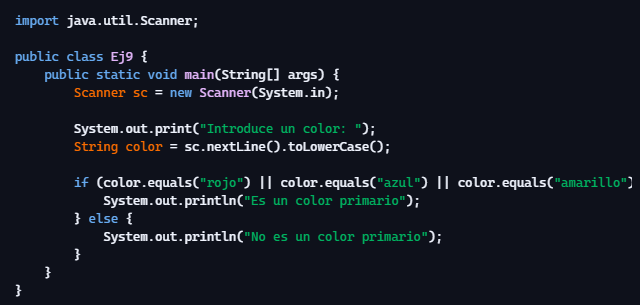 import java.util.Scanner;
public class Ej9 {
public static void main(String[] args) {
Scanner sc = new Scanner(System.in);
System.out.print("Introduce un color: ");
String color = sc.nextLine().toLowerCase();
if (color.equals("rojo") || color.equals("azul") || color.equals("amarillo")
System.out.println("Es un color primario");
} else {
System.out.println("No es un color primario");
}
}
}